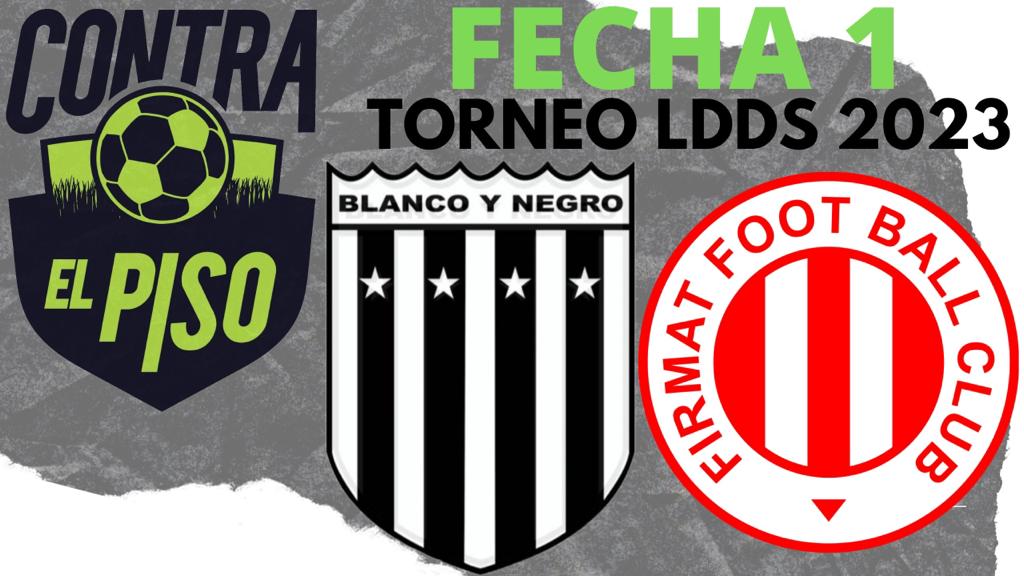 CONTRA
EL PISO
FECHA 1
TORNEO LDDS 2023
BLANCO Y NEGRO
FIRMAT FOOT BALL CLUB